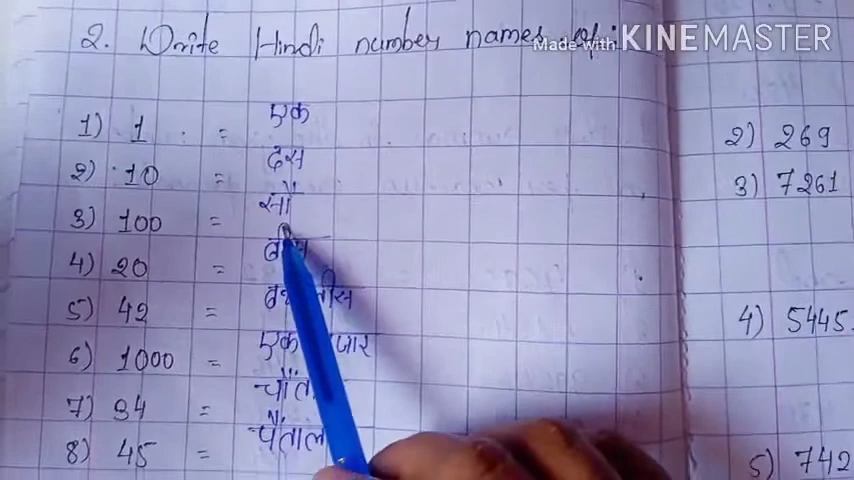 2. Write Hindi number names of :
Made with KINEMASTER
1) 1 = एक
2) 10 = दस
3) 100 = सौ
4) 20 =
5) 42 =
6) 1000 = एक
7) 34 =
8) 45 =
2) 269
3) 7261
4) 5445
5) 742